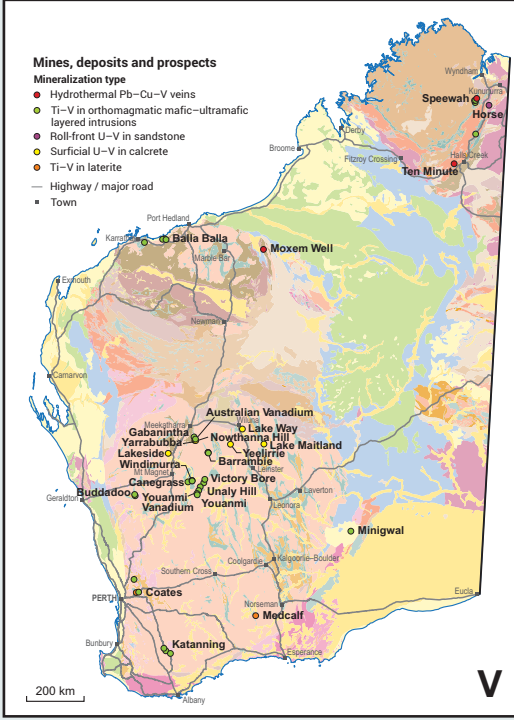 Mines, deposits and prospects
Mineralization type
Hydrothermal Pb–Cu–V veins
Ti–V in orthomagmatic mafic–ultramafic
layered intrusions
Roll-front U–V in sandstone
Surficial U–V in calcrete
Ti–V in laterite
Highway / major road
Town
Wyndham
Kununurra
Speewah
Horse
Derby
Broome
Fitzroy Crossing
Halls Creek
Ten Minute
Port Hedland
Karratha
Balla Balla
Moxem Well
Marble Bar
Exmouth
Newman
Carnarvon
Australian Vanadium
Meekatharra
Wiluna
Gabanintha
Lake Way
Yarrabubba
Nowthanna Hill
Lake Maitland
Lakeside
Yeelirrie
Windimurra
Barrambie
Mt Magnet
Leinster
Canegrass
Victory Bore
Laverton
Buddadoo
Youanmi
Vanadium
Unaly Hill
Geraldton
Youanmi
Leonora
Minigwal
Coolgardie
Kalgoorlie–Boulder
Southern Cross
PERTH
Coates
Eucla
Norseman
Medcalf
Bunbury
Katanning
Esperance
Albany
200 km
V